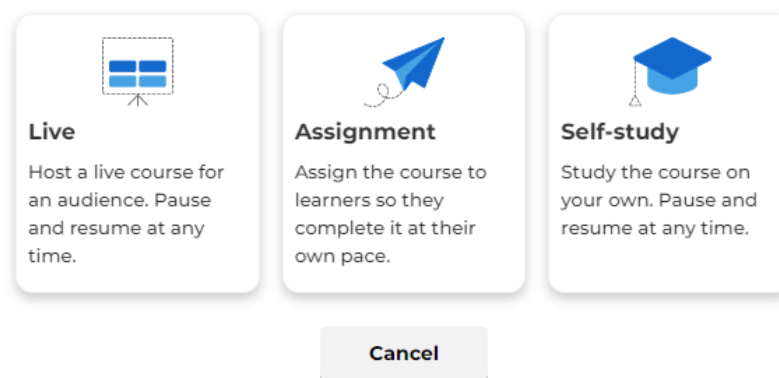 Live
Host a live course for
an audience. Pause
and resume at any
time.
Assignment
Assign the course to
learners so they
complete it at their
own pace.
Self-study
Study the course on
your own. Pause and
resume at any time.
Cancel